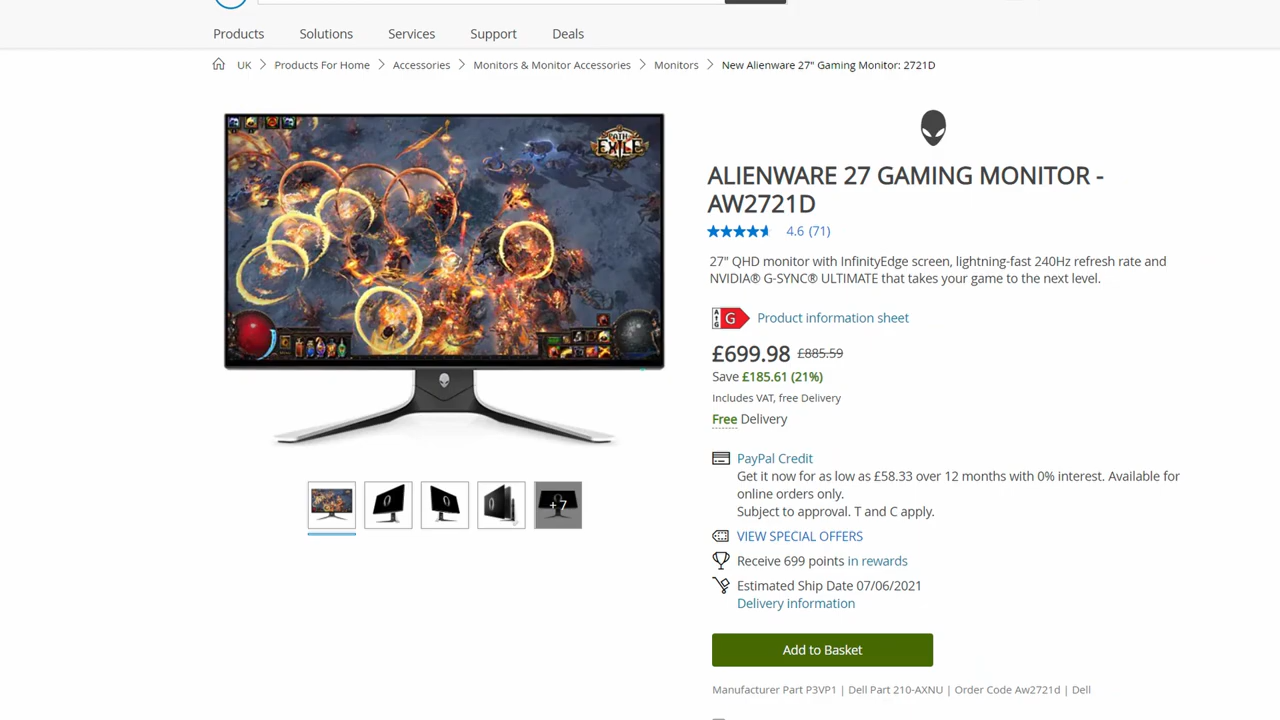 Products
Solutions
Services
Support
Deals
UK
Products For Home
Accessories
Monitors & Monitor Accessories
Monitors
New Alienware 27" Gaming Monitor: 2721D
PATH
EXILE
ALIENWARE 27 GAMING MONITOR -
AW2721D
4.6 (71)
27" QHD monitor with InfinityEdge screen, lightning-fast 240Hz refresh rate and
NVIDIA® G-SYNC® ULTIMATE that takes your game to the next level.
A
G
G
Product information sheet
£699.98 £885.59
Save £185.61 (21%)
Includes VAT, free Delivery
Free Delivery
PayPal Credit
Get it now for as low as £58.33 over 12 months with 0% interest. Available for
online orders only.
Subject to approval. T and C apply.
+7
VIEW SPECIAL OFFERS
Receive 699 points in rewards
Estimated Ship Date 07/06/2021
Delivery information
Add to Basket
Manufacturer Part P3VP1 | Dell Part 210-AXNU | Order Code Aw2721d | Dell